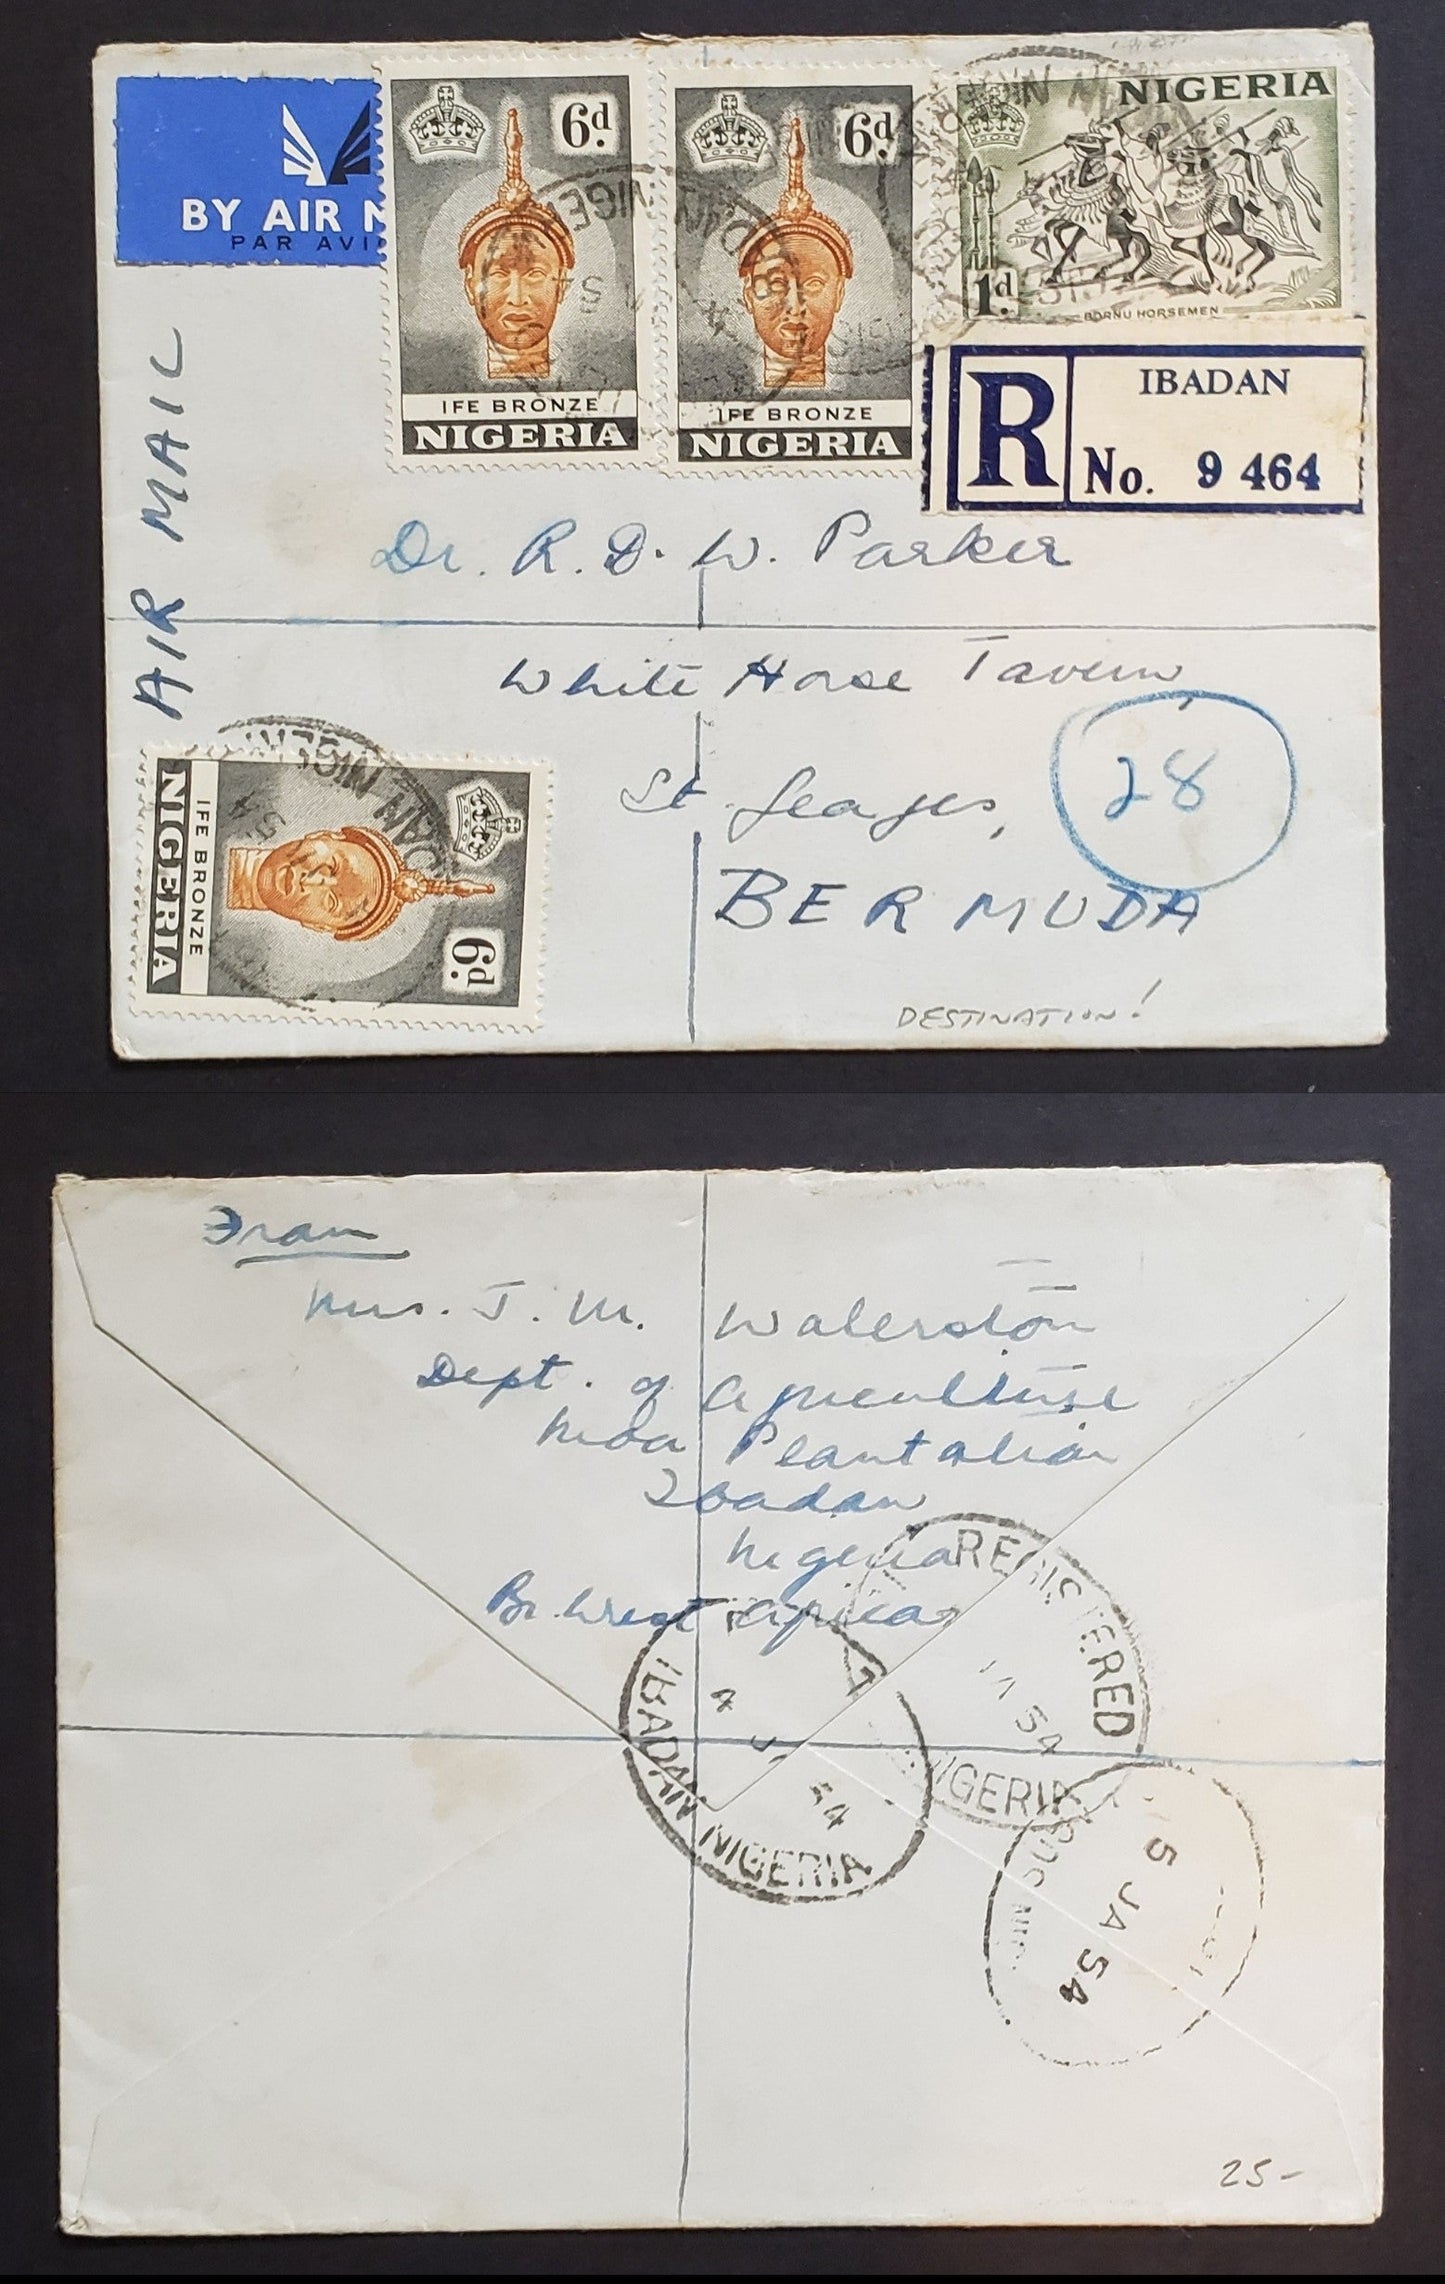 BY AIR M
PAR AVI
6d
IFE BRONZE
NIGERIA
6d
IFE BRONZE
NIGERIA
NIGERIA
1d
BORNU HORSEMEN
R
IBADAN
No. 9 464
AIR MAIL
Dr. R. D. W. Parker
White Horse Tavern
St. Georges,
28
BERMUDA
DESTINATION!
NIGERIA
IFE BRONZE
6d
From
Mrs. J. M. Waterston
Dept. of Agriculture
Moor Plantation
Ibadan
Nigeria
Br. West Africa
REGISTERED
JA 54
NIGERIA
IBADAN NIGERIA
4 54
5 JA 54
25-